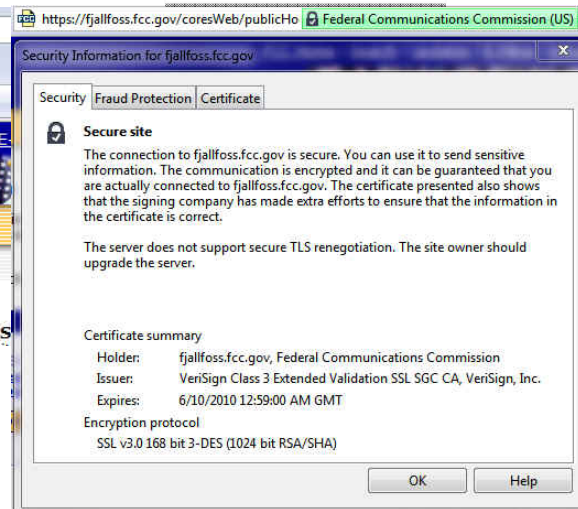 https://fjallfoss.fcc.gov/coresWeb/publicHo Federal Communications Commission (US)
Security Information for fjallfoss.fcc.gov
Security Fraud Protection Certificate
Secure site
The connection to fjallfoss.fcc.gov is secure. You can use it to send sensitive
information. The communication is encrypted and it can be guaranteed that you
are actually connected to fjallfoss.fcc.gov. The certificate presented also shows
that the signing company has made extra efforts to ensure that the information in
the certificate is correct.
The server does not support secure TLS renegotiation. The site owner should
upgrade the server.
Certificate summary
Holder: fjallfoss.fcc.gov, Federal Communications Commission
Issuer: VeriSign Class 3 Extended Validation SSL SGC CA, VeriSign, Inc.
Expires: 6/10/2010 12:59:00 AM GMT
Encryption protocol
SSL v3.0 168 bit 3-DES (1024 bit RSA/SHA)
OK Help